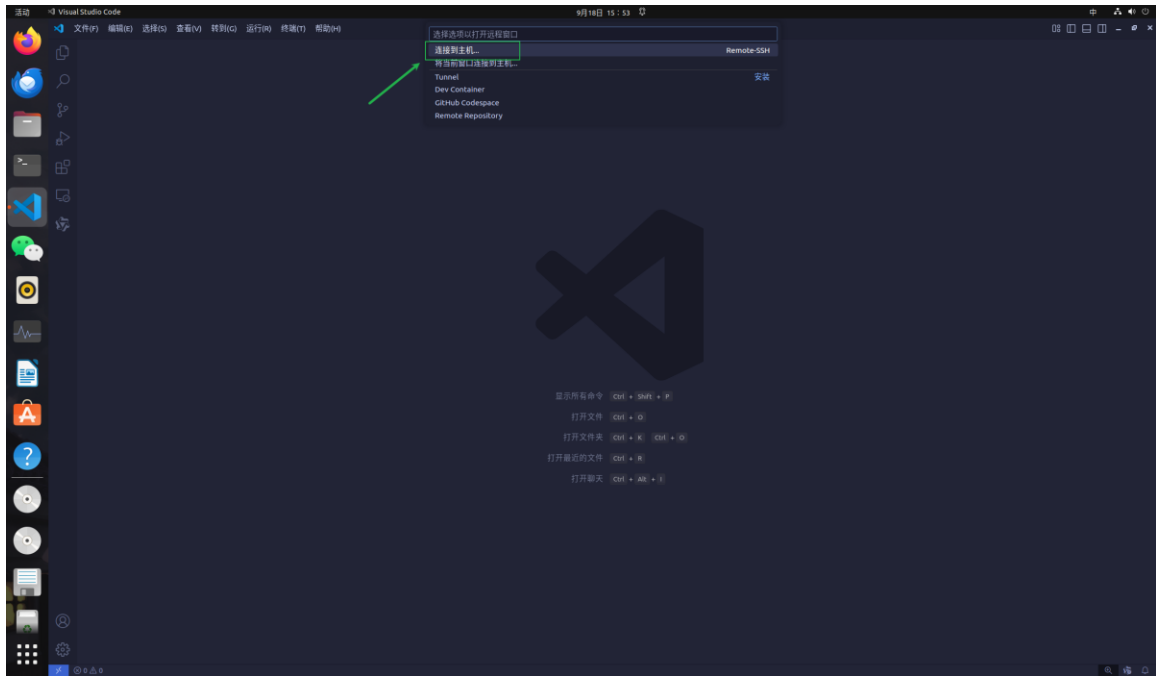 活动 Visual Studio Code 9月18日 15：53 中
文件(F) 编辑(E) 选择(S) 查看(V) 转到(G) 运行(R) 终端(T) 帮助(H)
选择选项以打开远程窗口
连接到主机... Remote-SSH
将当前窗口连接到主机...
Tunnel 安装
Dev Container
GitHub Codespace
Remote Repository
显示所有命令 Ctrl + Shift + P
打开文件 Ctrl + O
打开文件夹 Ctrl + K Ctrl + O
打开最近的文件 Ctrl + R
打开聊天 Ctrl + Alt + I
0 0